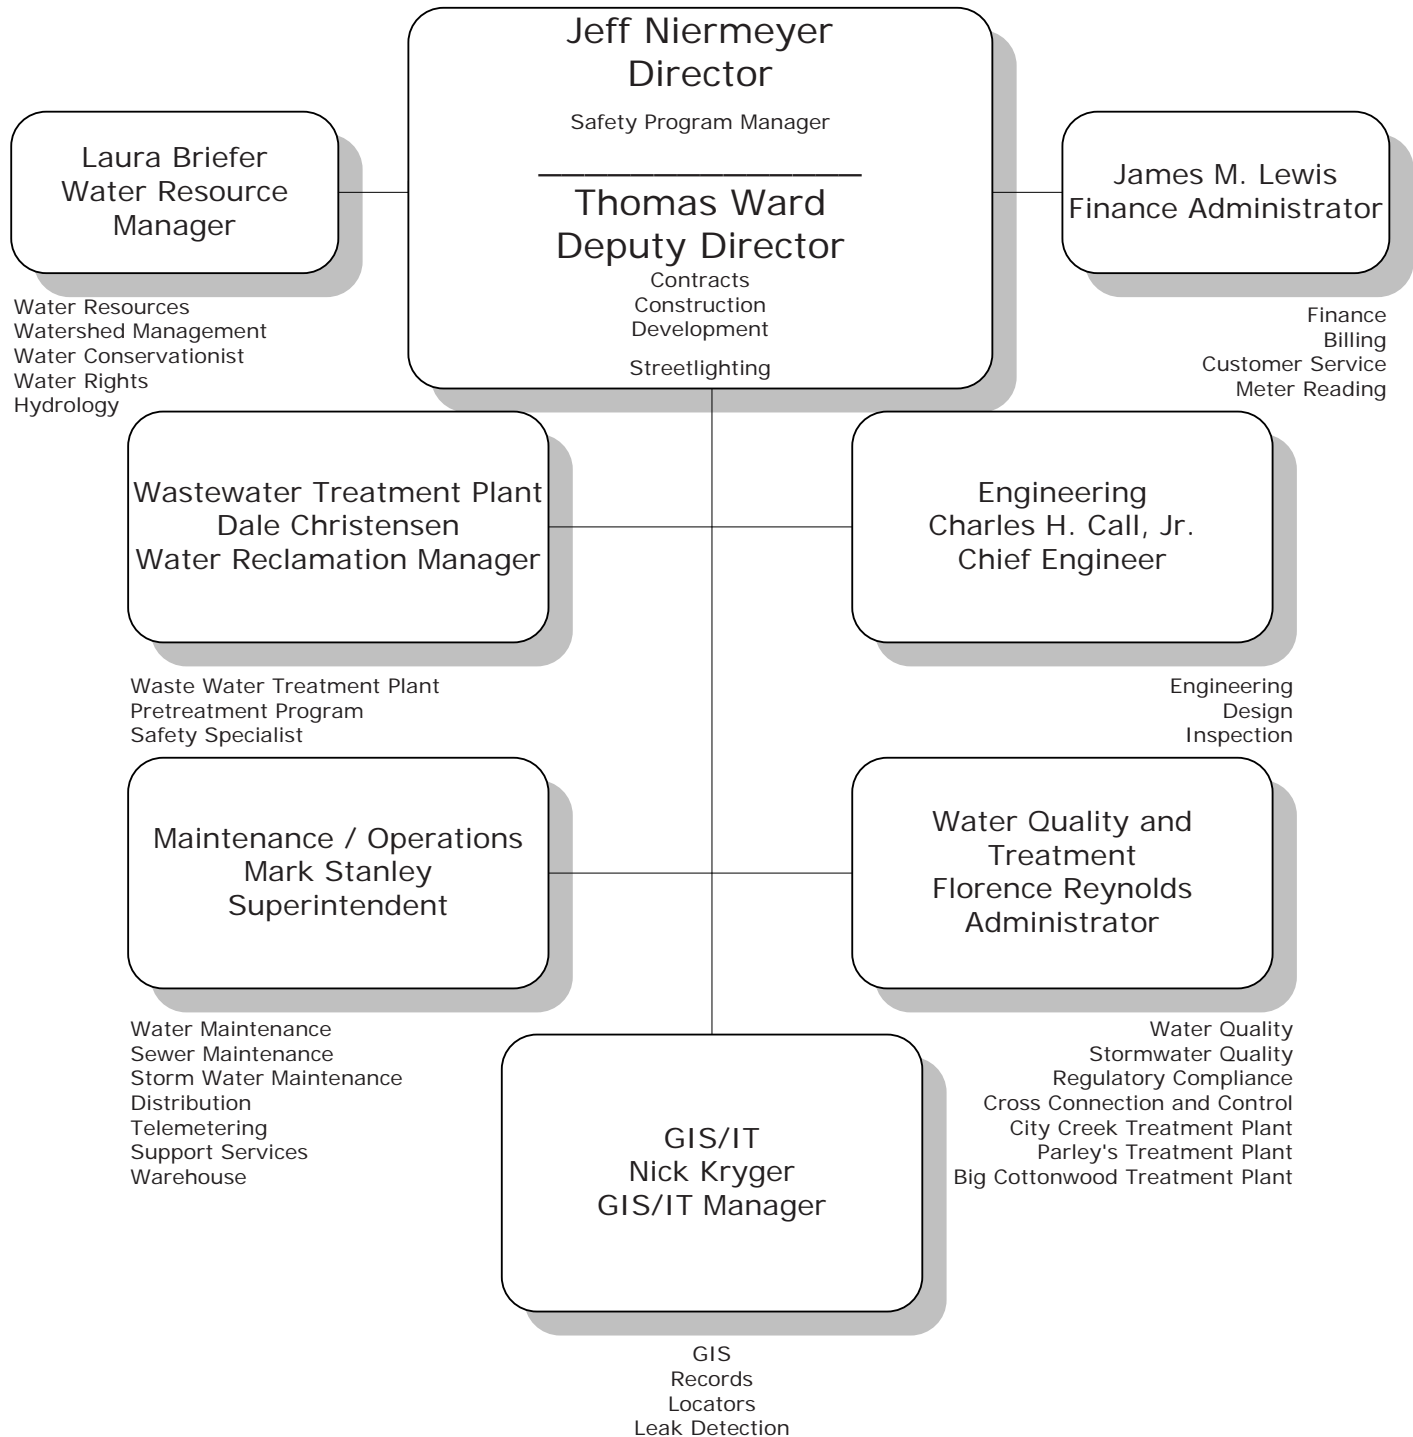 Jeff Niermeyer
Director
Safety Program Manager
Thomas Ward
Deputy Director
Contracts
Construction
Development
Streetlighting
Laura Briefer
Water Resource
Manager
Water Resources
Watershed Management
Water Conservationist
Water Rights
Hydrology
James M. Lewis
Finance Administrator
Finance
Billing
Customer Service
Meter Reading
Wastewater Treatment Plant
Dale Christensen
Water Reclamation Manager
Waste Water Treatment Plant
Pretreatment Program
Safety Specialist
Engineering
Charles H. Call, Jr.
Chief Engineer
Engineering
Design
Inspection
Maintenance / Operations
Mark Stanley
Superintendent
Water Maintenance
Sewer Maintenance
Storm Water Maintenance
Distribution
Telemetering
Support Services
Warehouse
Water Quality and
Treatment
Florence Reynolds
Administrator
Water Quality
Stormwater Quality
Regulatory Compliance
Cross Connection and Control
City Creek Treatment Plant
Parley's Treatment Plant
Big Cottonwood Treatment Plant
GIS/IT
Nick Kryger
GIS/IT Manager
GIS
Records
Locators
Leak Detection